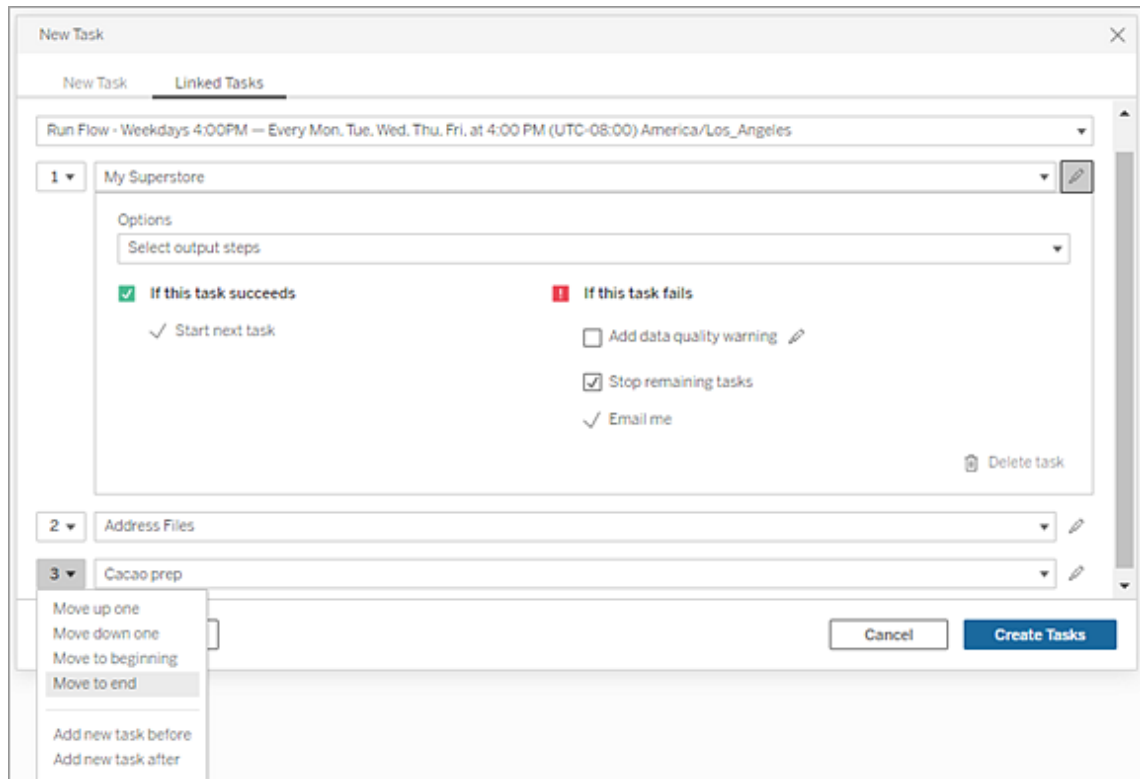 New Task
New Task Linked Tasks
Run Flow - Weekdays 4:00PM — Every Mon, Tue, Wed, Thu, Fri, at 4:00 PM (UTC-08:00) America/Los_Angeles
1 My Superstore
Options
Select output steps
If this task succeeds If this task fails
Start next task Add data quality warning
Stop remaining tasks
Email me
Delete task
2 Address Files
3 Cacao prep
Move up one
Move down one Cancel Create Tasks
Move to beginning
Move to end
Add new task before
Add new task after